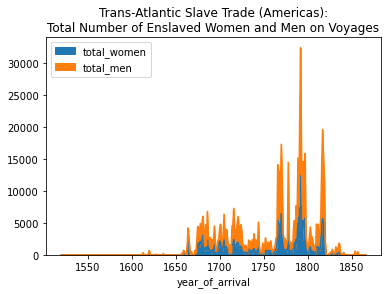 Trans-Atlantic Slave Trade (Americas):
Total Number of Enslaved Women and Men on Voyages
total_women
total_men
30000
25000
20000
15000
10000
5000
0
1550 1600 1650 1700 1750 1800 1850
year_of_arrival